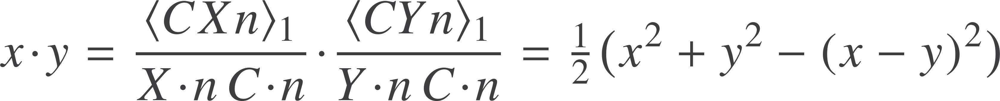 x · y = ⟨CXn⟩₁ / (X · n C · n) · ⟨CYn⟩₁ / (Y · n C · n) = ½ (x² + y² − (x − y)²)